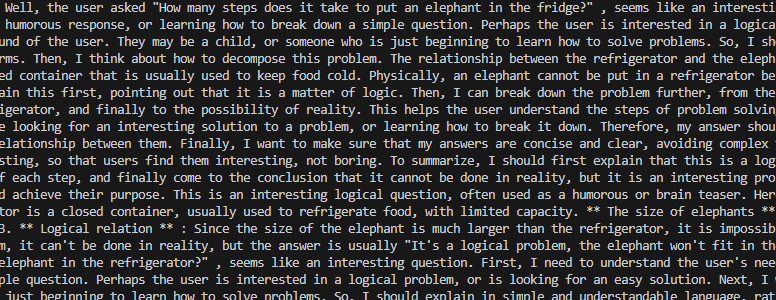 Well, the user asked "How many steps does it take to put an elephant in the fridge?" , seems like an interesti
humorous response, or learning how to break down a simple question. Perhaps the user is interested in a logica
und of the user. They may be a child, or someone who is just beginning to learn how to solve problems. So, I sh
rms. Then, I think about how to decompose this problem. The relationship between the refrigerator and the eleph
ed container that is usually used to keep food cold. Physically, an elephant cannot be put in a refrigerator be
ain this first, pointing out that it is a matter of logic. Then, I can break down the problem further, from the
igerator, and finally to the possibility of reality. This helps the user understand the steps of problem solvin
e looking for an interesting solution to a problem, or learning how to break it down. Therefore, my answer shou
elationship between them. Finally, I want to make sure that my answers are concise and clear, avoiding complex
sting, so that users find them interesting, not boring. To summarize, I should first explain that this is a log
f each step, and finally come to the conclusion that it cannot be done in reality, but it is an interesting pro
d achieve their purpose. This is an interesting logical question, often used as a humorous or brain teaser. Her
tor is a closed container, usually used to refrigerate food, with limited capacity. ** The size of elephants **
3. ** Logical relation ** : Since the size of the elephant is much larger than the refrigerator, it is impossib
m, it can't be done in reality, but the answer is usually "It's a logical problem, the elephant won't fit in th
elephant in the refrigerator?" , seems like an interesting question. First, I need to understand the user's nee
ple question. Perhaps the user is interested in a logical problem, or is looking for an easy solution. Next, I
just beginning to learn how to solve problems. So, I should explain in simple and understandable language,